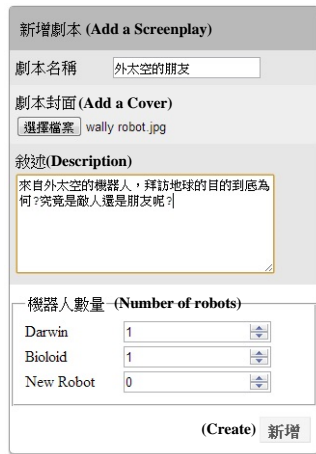 新增劇本 (Add a Screenplay)
劇本名稱 外太空的朋友
劇本封面(Add a Cover)
選擇檔案 wally robot.jpg
敘述(Description)
來自外太空的機器人，拜訪地球的目的到底為
何?究竟是敵人還是朋友呢?
機器人數量 (Number of robots)
Darwin 1
Bioloid 1
New Robot 0
(Create) 新增